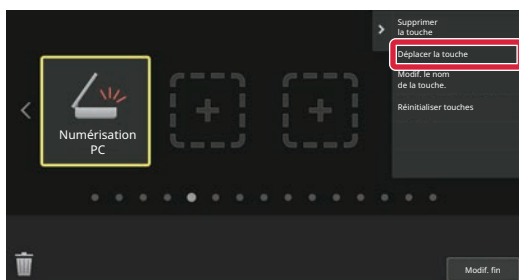 Supprimer
la touche
Déplacer la touche
Modif. le nom
de la touche.
Réinitialiser touches
Numérisation
PC
Modif. fin